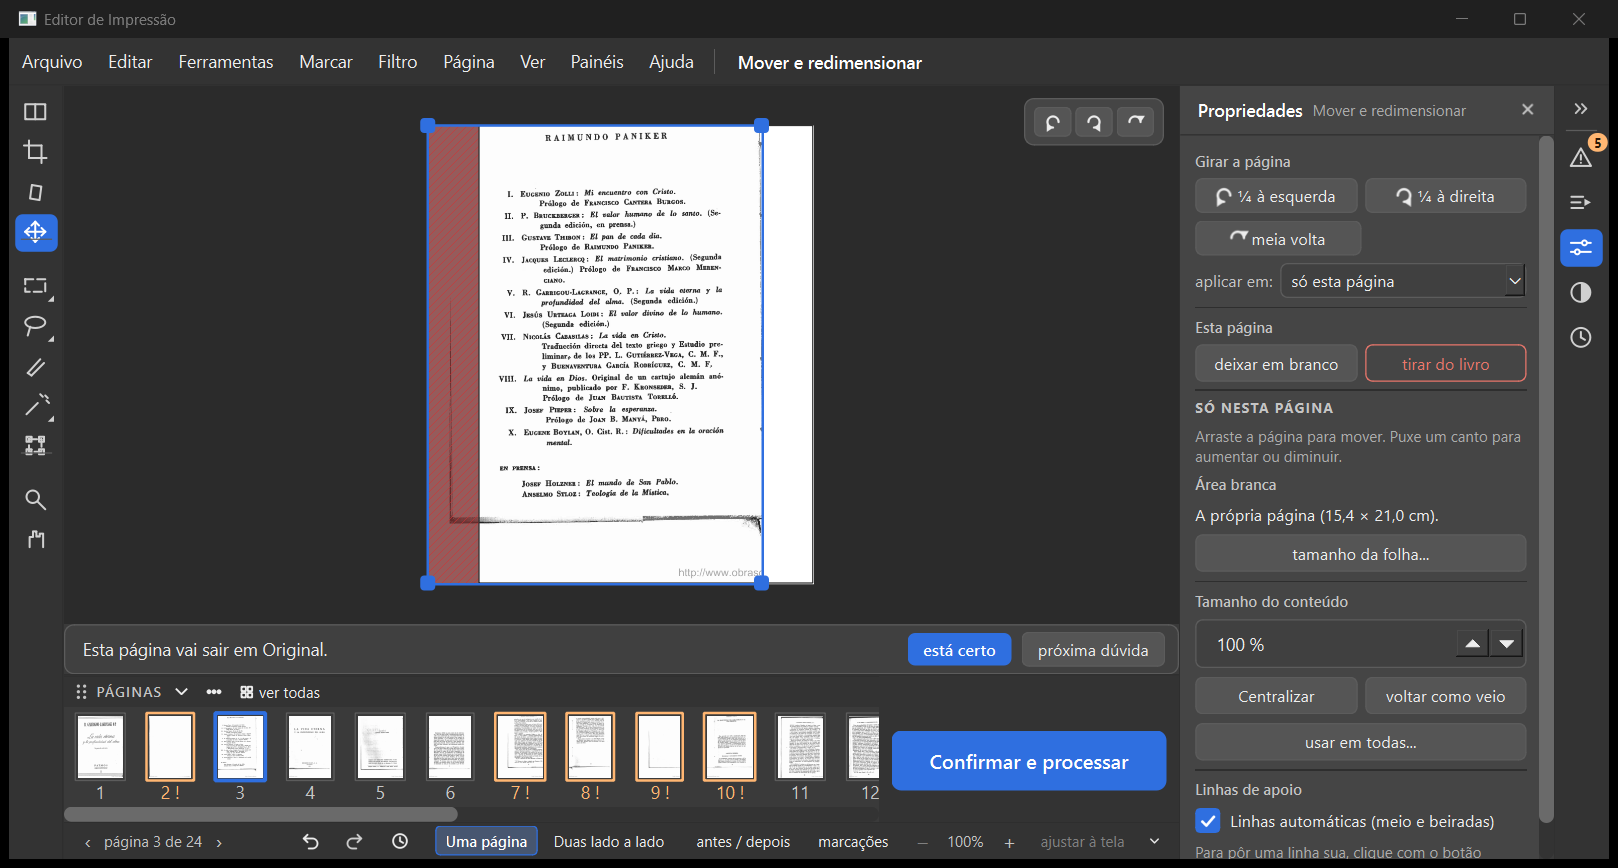 Editor de Impressão
Arquivo Editar Ferramentas Marcar Filtro Página Ver Painéis Ajuda Mover e redimensionar
RAIMUNDO PANIKER
I. EUGENIO ZOLLI: Mi encuentro con Cristo.
Prólogo de FRANCISCO CANTERA BURGOS.
II. P. BRUCKBERGER: El valor humano de lo santo. (Se-
gunda edición, en prensa.)
III. GUSTAVE THIBON: El pan de cada día.
Prólogo de RAIMUNDO PANIKER.
IV. JACQUES LECLERCQ: El matrimonio cristiano. (Segunda
edición.) Prólogo de FRANCISCO MARCO MEREN-
CIANO.
V. R. GARRIGOU-LAGRANGE, O. P.: La vida eterna y la
profundidad del alma. (Segunda edición.)
VI. JESÚS URTEAGA LOIDI: El valor divino de lo humano.
(Segunda edición.)
VII. NICOLÁS CABASILAS: La vida en Cristo.
Traducción directa del texto griego y Estudio pre-
liminar, de los PP. L. GUTIÉRREZ-VEGA, C. M. F.,
y BUENAVENTURA GARCÍA RODRÍGUEZ, C. M. F.
VIII. La vida en Dios. Original de un cartujo alemán anó-
nimo, publicado por F. KRONSEDER, S. J.
Prólogo de JUAN BAUTISTA TORELLÓ.
IX. JOSEF PIEPER: Sobre la esperanza.
Prólogo de JOAN B. MANYÁ, PBRO.
X. EUGENE BOYLAN, O. Cist. R.: Dificultades en la oración
mental.
EN PRENSA:
JOSEF HOLZNER: El mundo de San Pablo.
ANSELMO STOLZ: Teología de la Mística.
http://www.obrasc
Propriedades Mover e redimensionar
5
Girar a página
¼ à esquerda ¼ à direita
meia volta
aplicar em: só esta página
Esta página
deixar em branco tirar do livro
SÓ NESTA PÁGINA
Arraste a página para mover. Puxe um canto para
aumentar ou diminuir.
Área branca
A própria página (15,4 × 21,0 cm).
tamanho da folha...
Tamanho do conteúdo
100 %
Centralizar voltar como veio
usar em todas...
Linhas de apoio
Linhas automáticas (meio e beiradas)
Para pôr uma linha sua, clique com o botão
Esta página vai sair em Original.
está certo próxima dúvida
PÁGINAS ver todas
1 2 ! 3 4 5 6 7 ! 8 ! 9 ! 10 ! 11 12
Confirmar e processar
‹ página 3 de 24 › Uma página Duas lado a lado antes / depois marcações − 100% + ajustar à tela